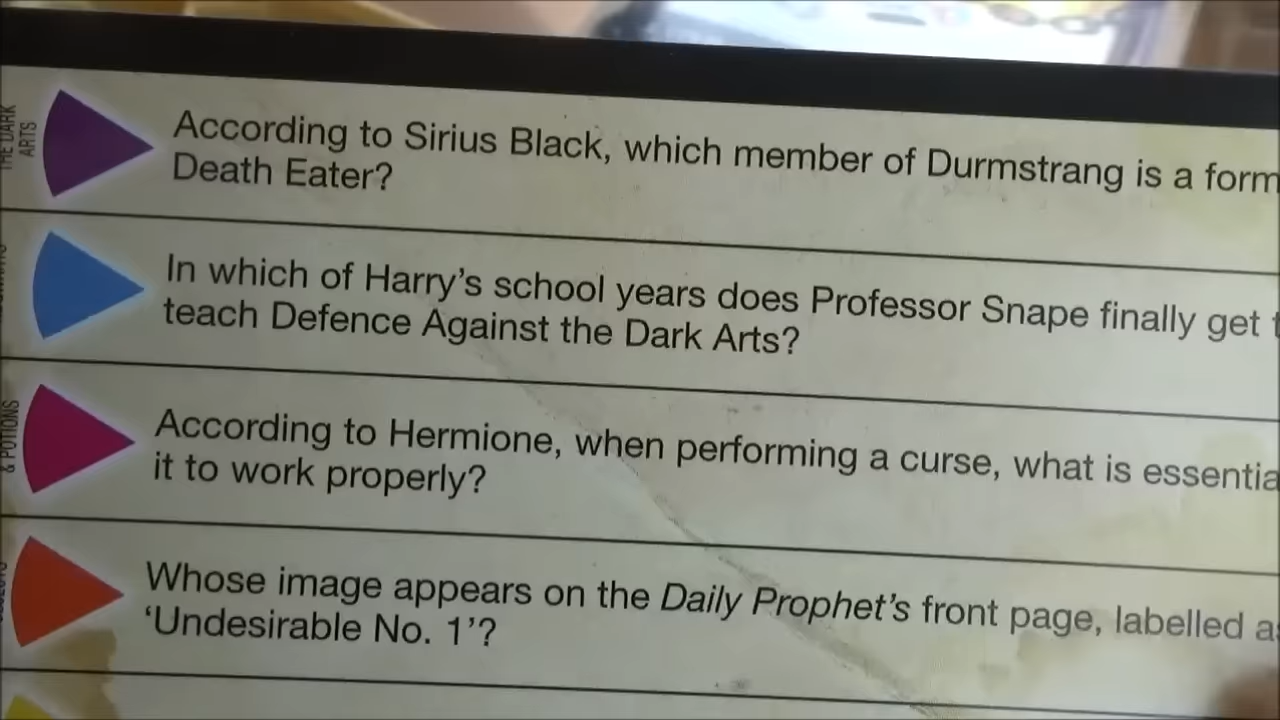 THE DARK
ARTS
According to Sirius Black, which member of Durmstrang is a form
Death Eater?
In which of Harry's school years does Professor Snape finally get t
teach Defence Against the Dark Arts?
& POTIONS
According to Hermione, when performing a curse, what is essentia
it to work properly?
Whose image appears on the Daily Prophet's front page, labelled as
'Undesirable No. 1'?